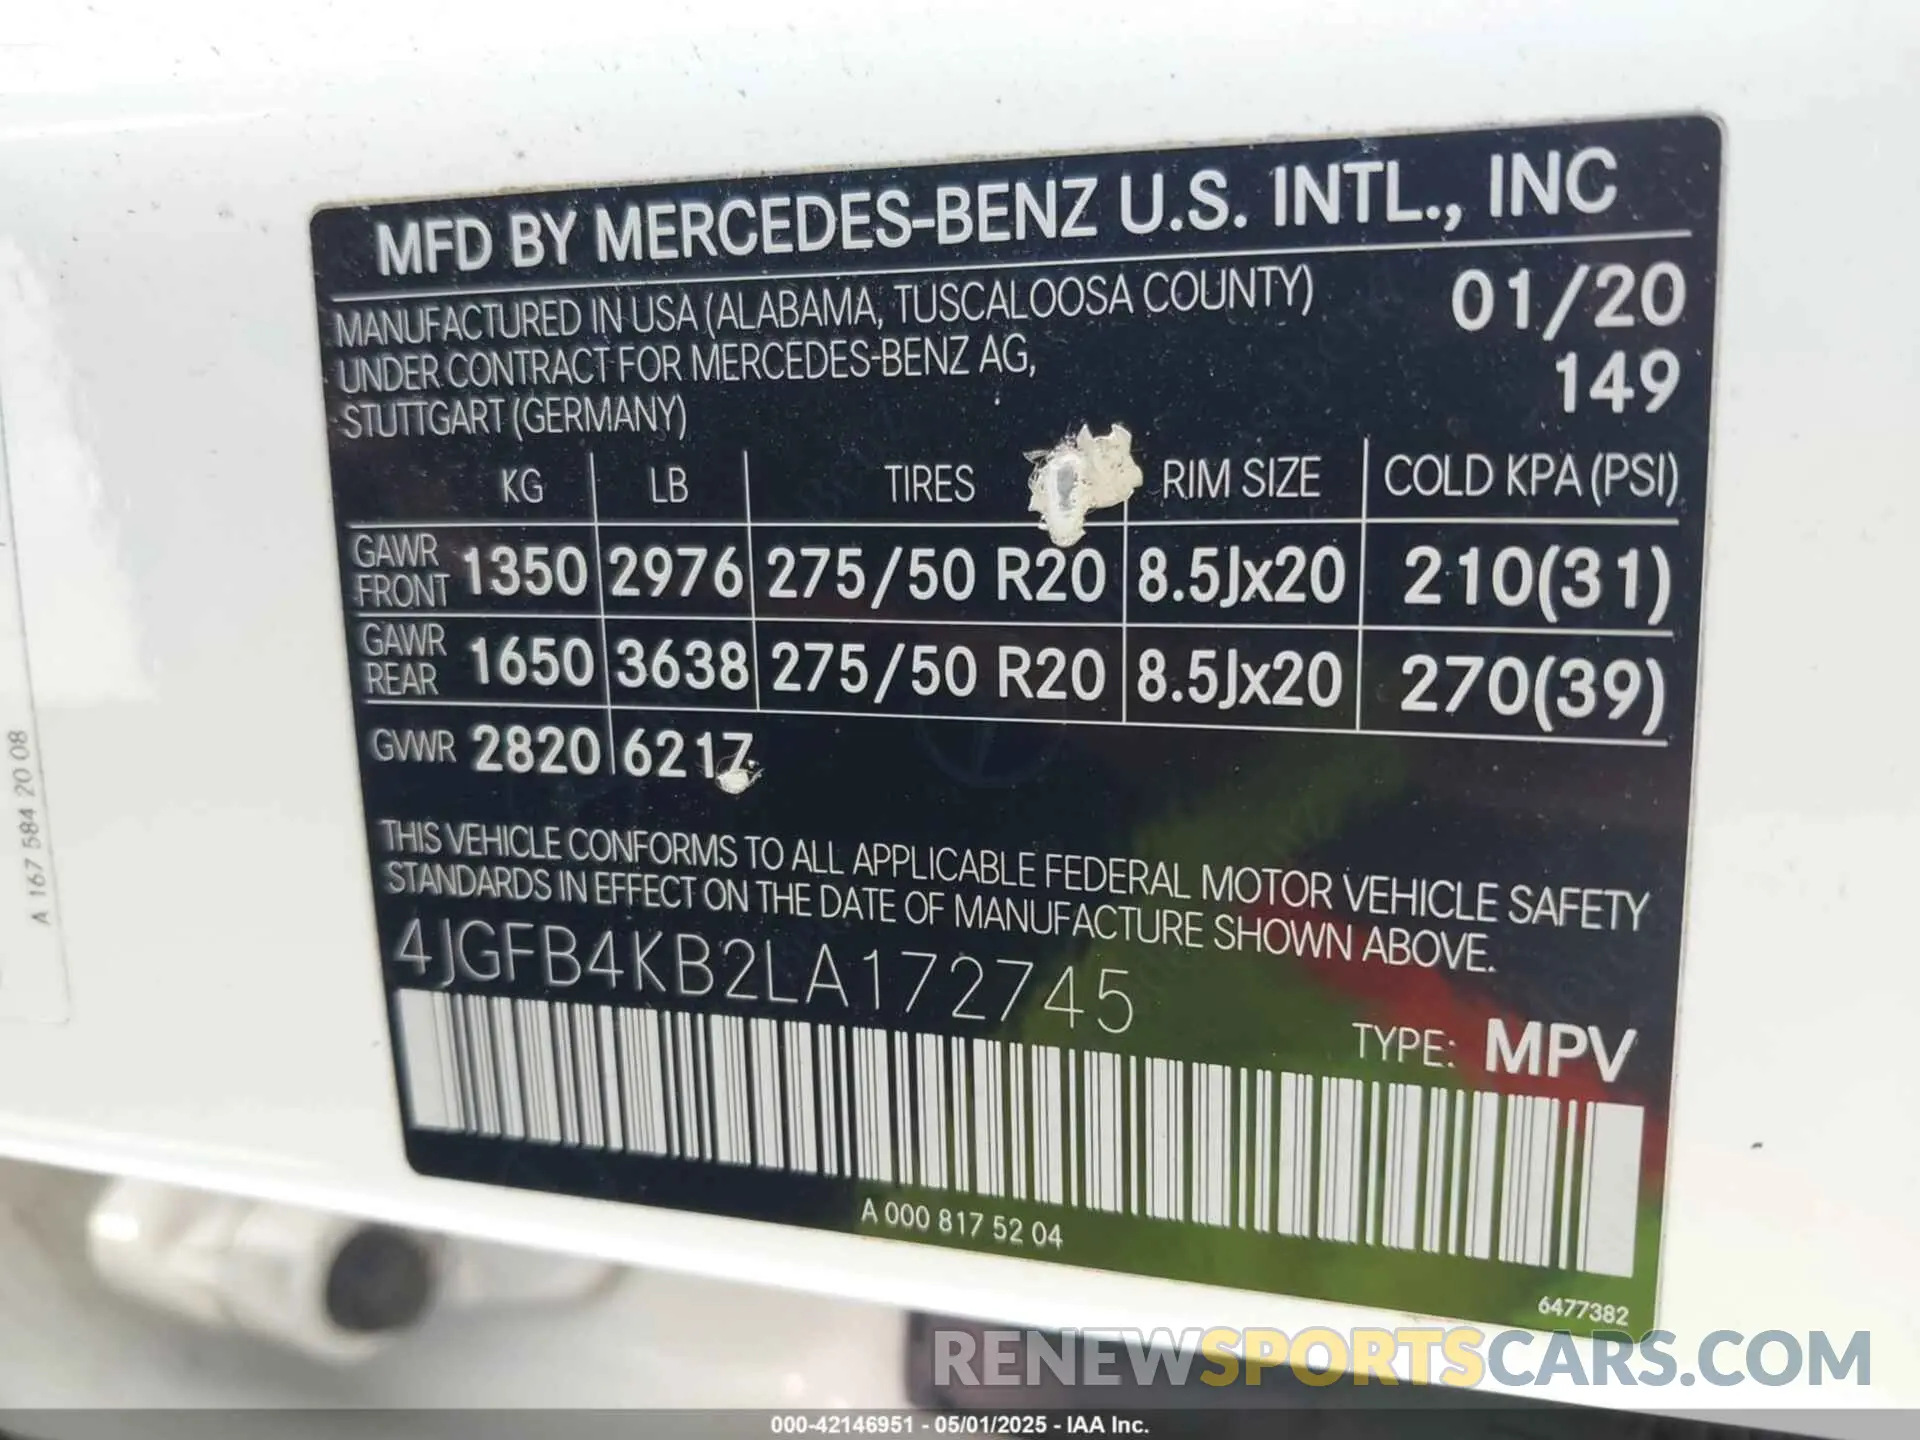 MFD BY MERCEDES-BENZ U.S. INTL., INC
MANUFACTURED IN USA (ALABAMA, TUSCALOOSA COUNTY)
UNDER CONTRACT FOR MERCEDES-BENZ AG,
STUTTGART (GERMANY)
01/20
149
KG LB TIRES RIM SIZE COLD KPA (PSI)
GAWR FRONT 1350 2976 275/50 R20 8.5Jx20 210(31)
GAWR REAR 1650 3638 275/50 R20 8.5Jx20 270(39)
GVWR 2820 6217
THIS VEHICLE CONFORMS TO ALL APPLICABLE FEDERAL MOTOR VEHICLE SAFETY
STANDARDS IN EFFECT ON THE DATE OF MANUFACTURE SHOWN ABOVE.
4JGFB4KB2LA172745
TYPE: MPV
A 000 817 52 04
6477382
A 167 584 20 08
RENEWSPORTSCARS.COM
000-42146951 - 05/01/2025 - IAA Inc.